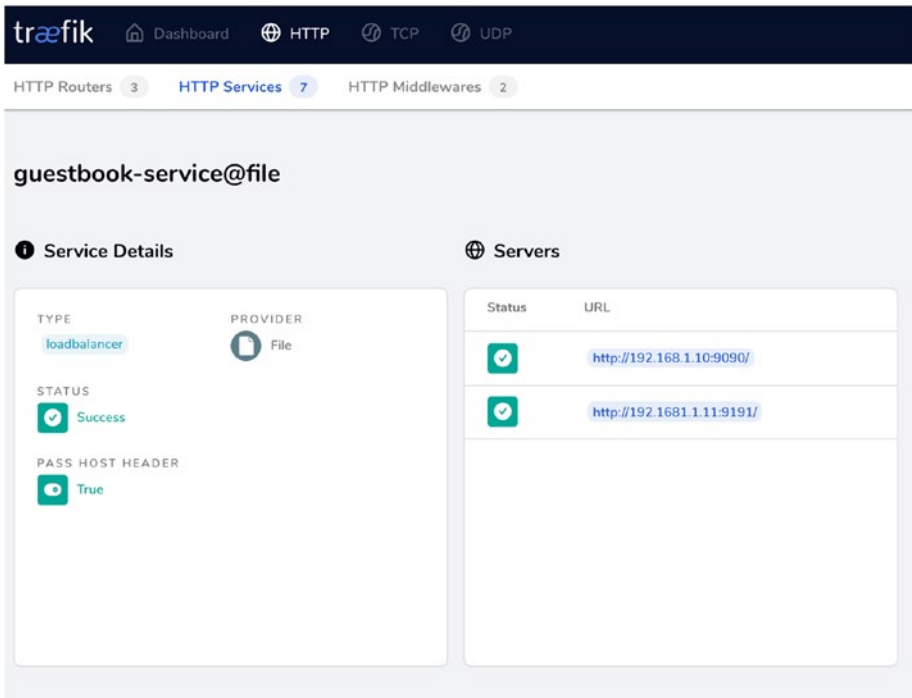 træfik Dashboard HTTP TCP UDP
HTTP Routers 3 HTTP Services 7 HTTP Middlewares 2
guestbook-service@file
Service Details
TYPE PROVIDER
loadbalancer File
STATUS
Success
PASS HOST HEADER
True
Servers
Status URL
http://192.168.1.10:9090/
http://192.1681.1.11:9191/